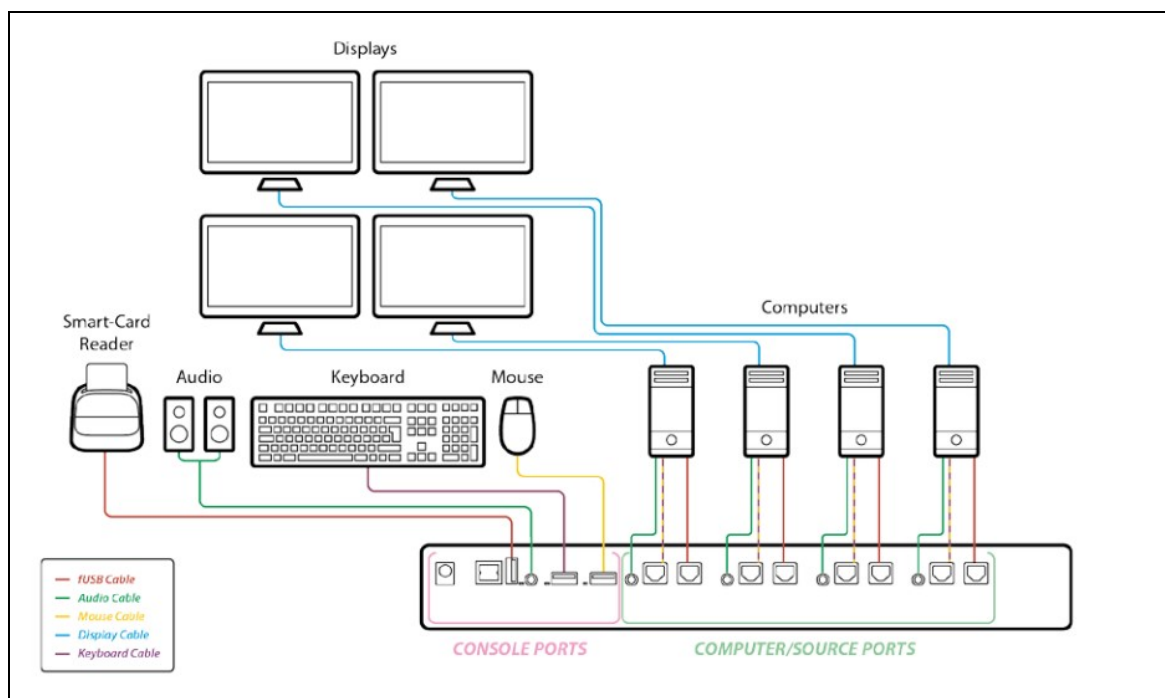 Displays
Computers
Smart-Card
Reader
Audio
Keyboard
Mouse
fUSB Cable
Audio Cable
Mouse Cable
Display Cable
Keyboard Cable
CONSOLE PORTS
COMPUTER/SOURCE PORTS